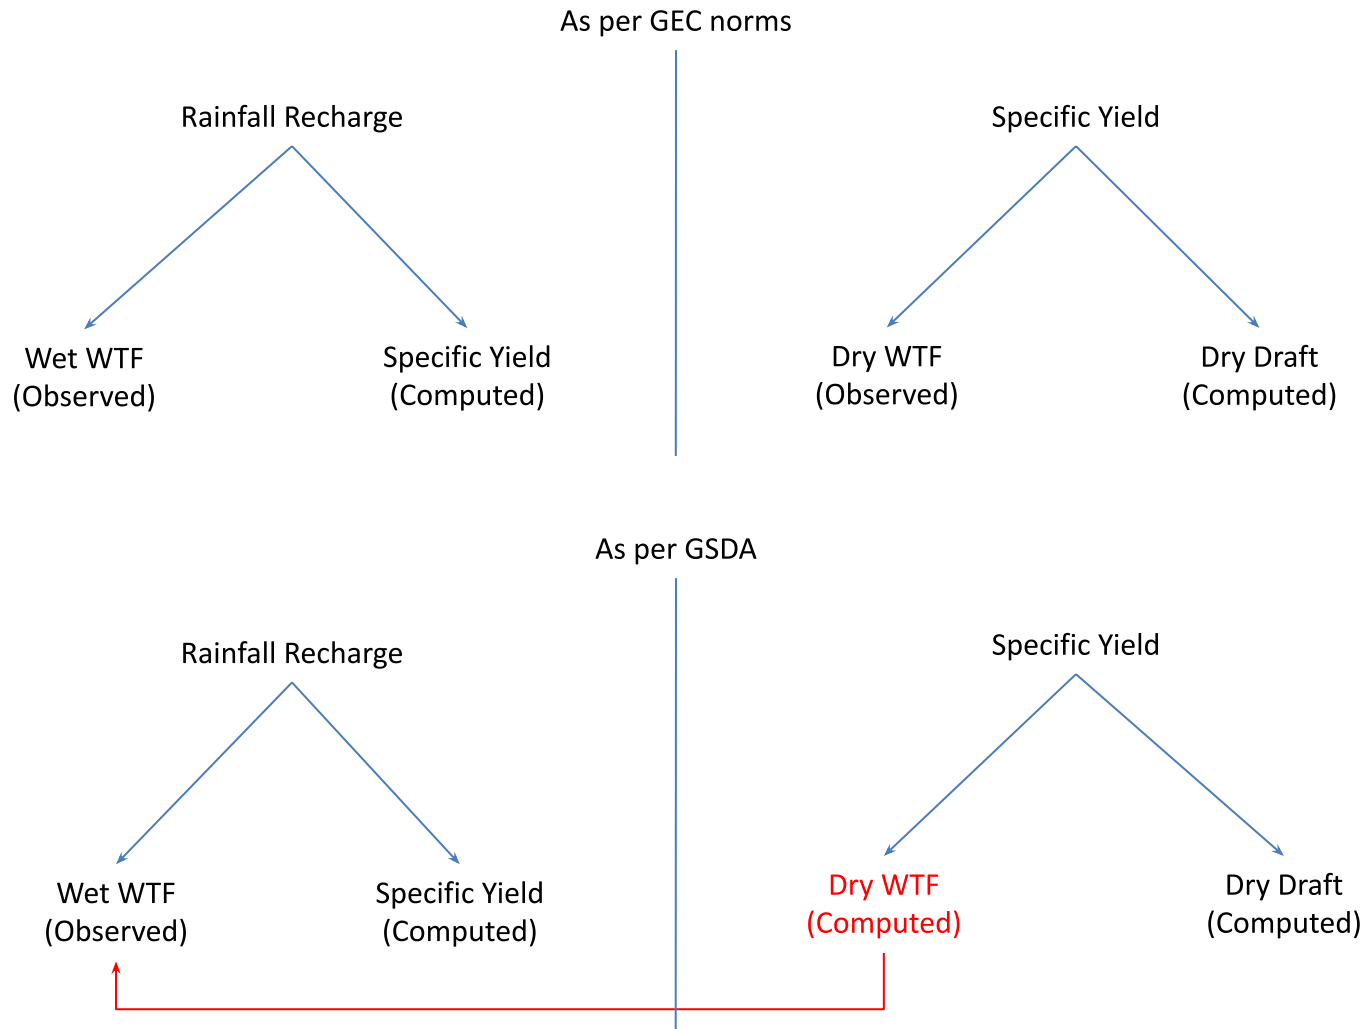 As per GEC norms
Rainfall Recharge
Specific Yield
Wet WTF
(Observed)
Specific Yield
(Computed)
Dry WTF
(Observed)
Dry Draft
(Computed)
As per GSDA
Rainfall Recharge
Specific Yield
Wet WTF
(Observed)
Specific Yield
(Computed)
Dry WTF
(Computed)
Dry Draft
(Computed)